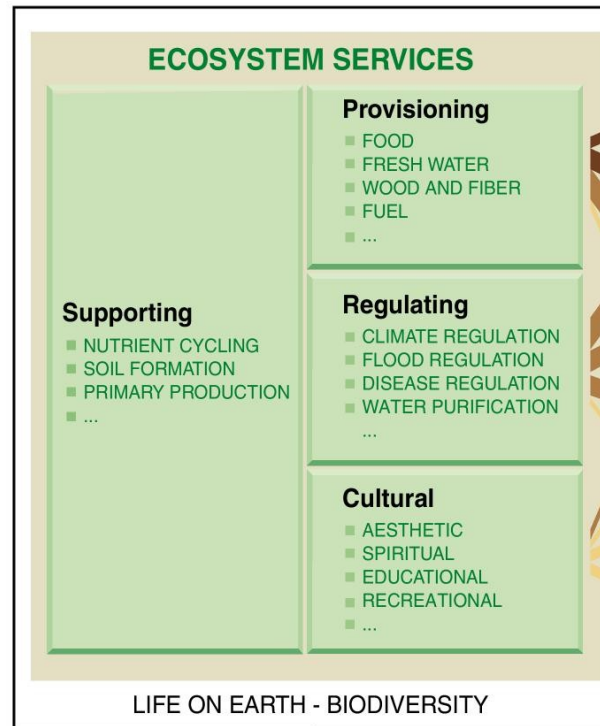 ECOSYSTEM SERVICES
Supporting
NUTRIENT CYCLING
SOIL FORMATION
PRIMARY PRODUCTION
...
Provisioning
FOOD
FRESH WATER
WOOD AND FIBER
FUEL
...
Regulating
CLIMATE REGULATION
FLOOD REGULATION
DISEASE REGULATION
WATER PURIFICATION
...
Cultural
AESTHETIC
SPIRITUAL
EDUCATIONAL
RECREATIONAL
...
LIFE ON EARTH - BIODIVERSITY